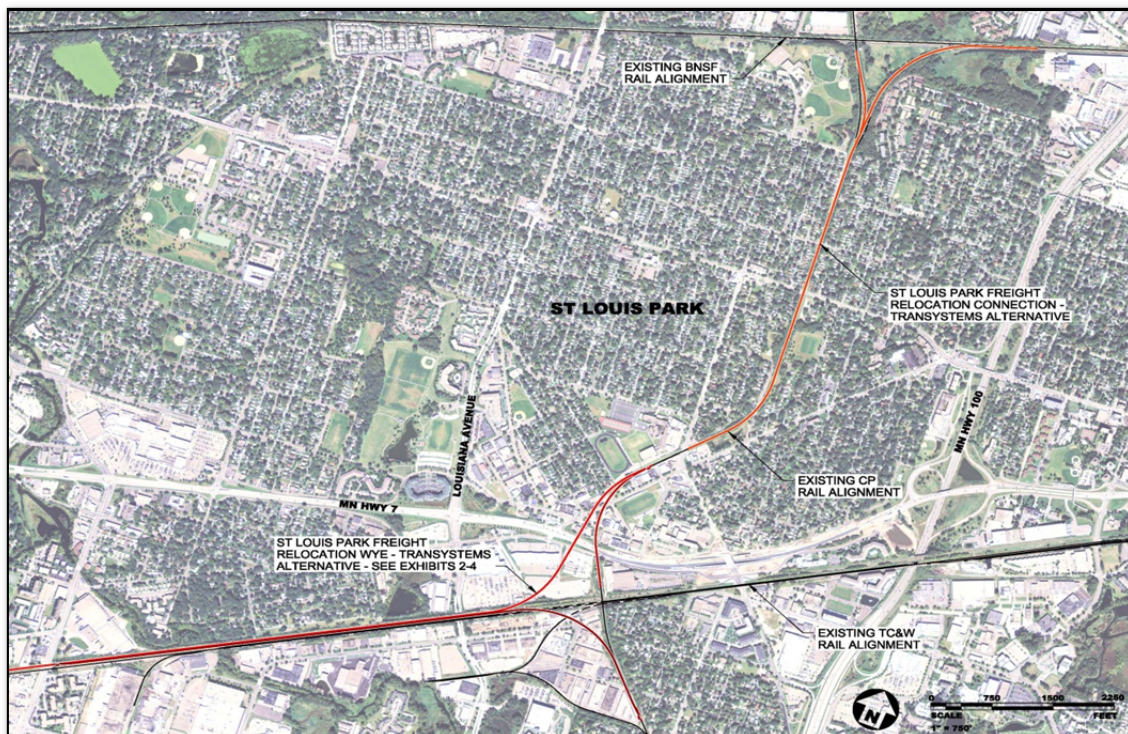 EXISTING BNSF
RAIL ALIGNMENT
ST LOUIS PARK
ST LOUIS PARK FREIGHT
RELOCATION CONNECTION -
TRANSYSTEMS ALTERNATIVE
MN HWY 100
LOUISIANA AVENUE
EXISTING CP
RAIL ALIGNMENT
MN HWY 7
ST LOUIS PARK FREIGHT
RELOCATION WYE - TRANSYSTEMS
ALTERNATIVE - SEE EXHIBITS 2-4
EXISTING TC&W
RAIL ALIGNMENT
N
0 750 1500 2250
SCALE FEET
1" = 750'